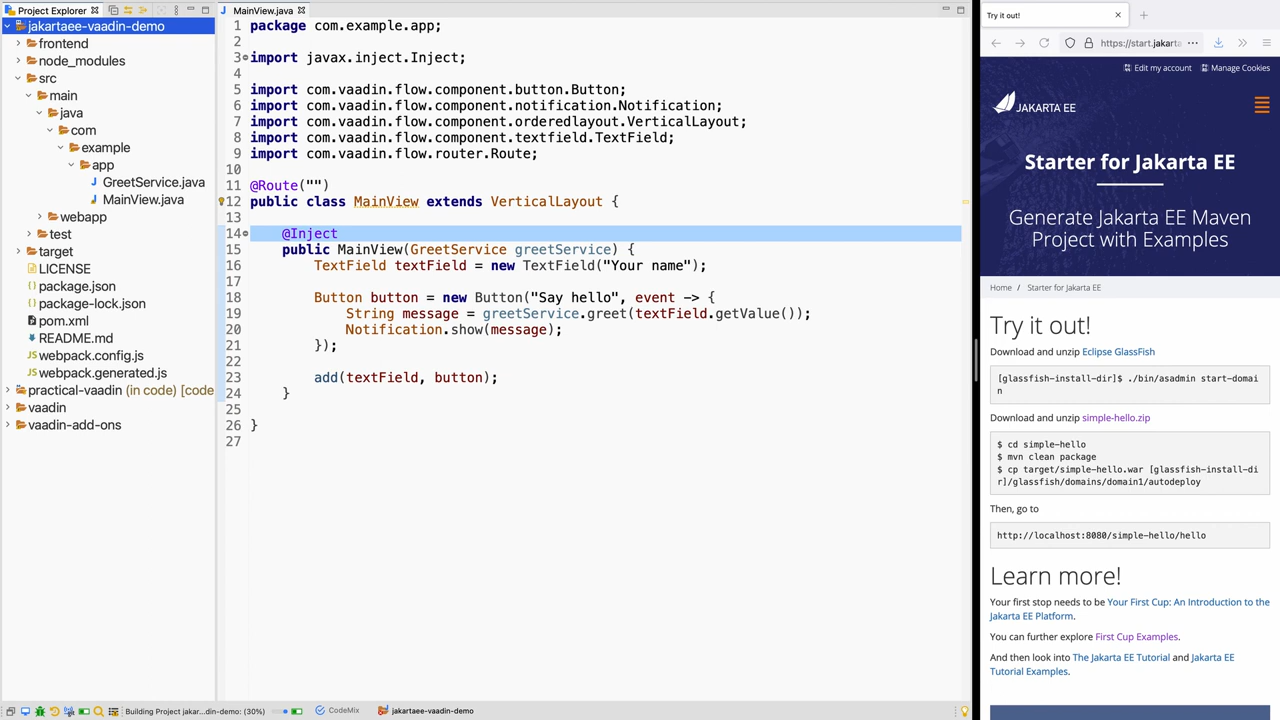 Project Explorer
jakartaee-vaadin-demo
frontend
node_modules
src
main
java
com
example
app
GreetService.java
MainView.java
webapp
test
target
LICENSE
package.json
package-lock.json
pom.xml
README.md
webpack.config.js
webpack.generated.js
practical-vaadin (in code) [code
vaadin
vaadin-add-ons
MainView.java
1 package com.example.app;
2
3 import javax.inject.Inject;
4
5 import com.vaadin.flow.component.button.Button;
6 import com.vaadin.flow.component.notification.Notification;
7 import com.vaadin.flow.component.orderedlayout.VerticalLayout;
8 import com.vaadin.flow.component.textfield.TextField;
9 import com.vaadin.flow.router.Route;
10
11 @Route("")
12 public class MainView extends VerticalLayout {
13
14 @Inject
15 public MainView(GreetService greetService) {
16 TextField textField = new TextField("Your name");
17
18 Button button = new Button("Say hello", event -> {
19 String message = greetService.greet(textField.getValue());
20 Notification.show(message);
21 });
22
23 add(textField, button);
24 }
25
26 }
27
Building Project jakar...din-demo: (30%)
CodeMix
jakartaee-vaadin-demo
Try it out!
https://start.jakarta
Edit my account Manage Cookies
JAKARTA EE
Starter for Jakarta EE
Generate Jakarta EE Maven
Project with Examples
Home / Starter for Jakarta EE
Try it out!
Download and unzip Eclipse GlassFish
[glassfish-install-dir]$ ./bin/asadmin start-domai
n
Download and unzip simple-hello.zip
$ cd simple-hello
$ mvn clean package
$ cp target/simple-hello.war [glassfish-install-di
r]/glassfish/domains/domain1/autodeploy
Then, go to
http://localhost:8080/simple-hello/hello
Learn more!
Your first stop needs to be Your First Cup: An Introduction to the
Jakarta EE Platform.
You can further explore First Cup Examples.
And then look into The Jakarta EE Tutorial and Jakarta EE
Tutorial Examples.